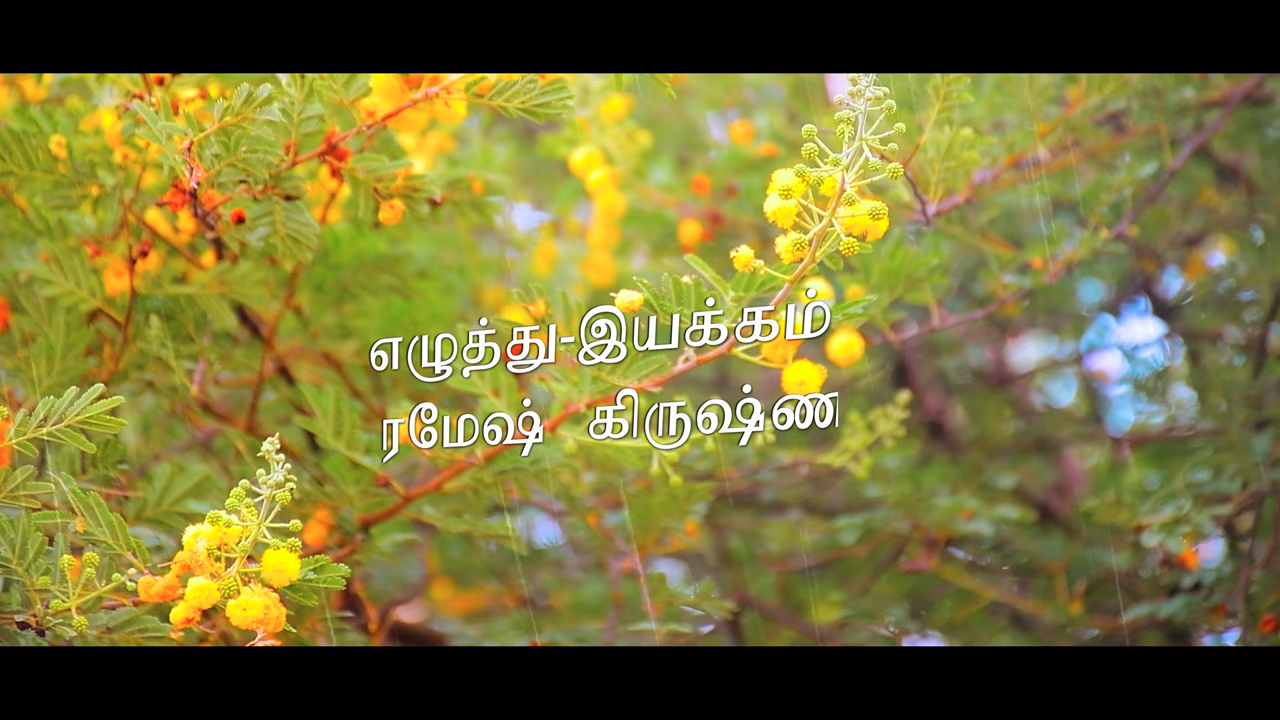 எழுத்து-இயக்கம்
ரமேஷ் கிருஷ்ண